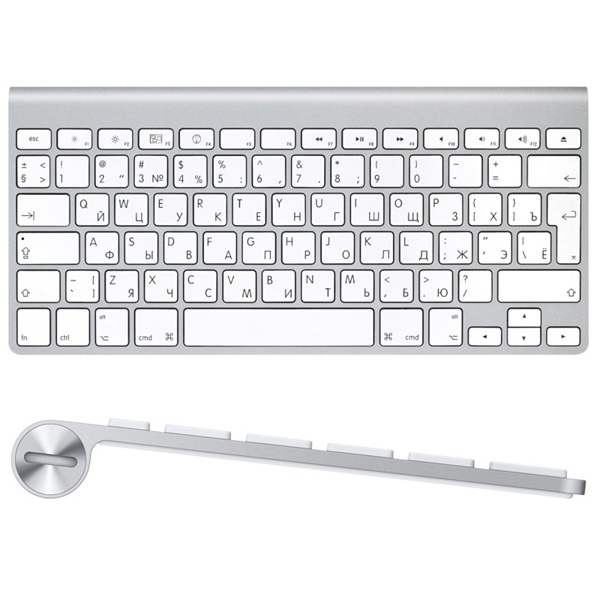 esc F1 F2 F3 F4 F5 F6 F7 F8 F9 F10 F11 F12
± § < > ! 1 @ " 2 # № 3 $ % 4 % : 5 ^ , 6 & . 7 * ; 8 ( 9 ) 0 _ - + =
Q Й W Ц E У R К T Е Y Н U Г I Ш O Щ P З { [ Х } ] Ъ
A Ф S Ы D В F А G П H Р J О K Л L Д : ; Ж " ' Э | \ Ё
~ ` ] [ Z Я X Ч C С V М B И N Т M Ь < , Б > . Ю ? /
fn ctrl alt cmd ⌘ ⌘ cmd alt